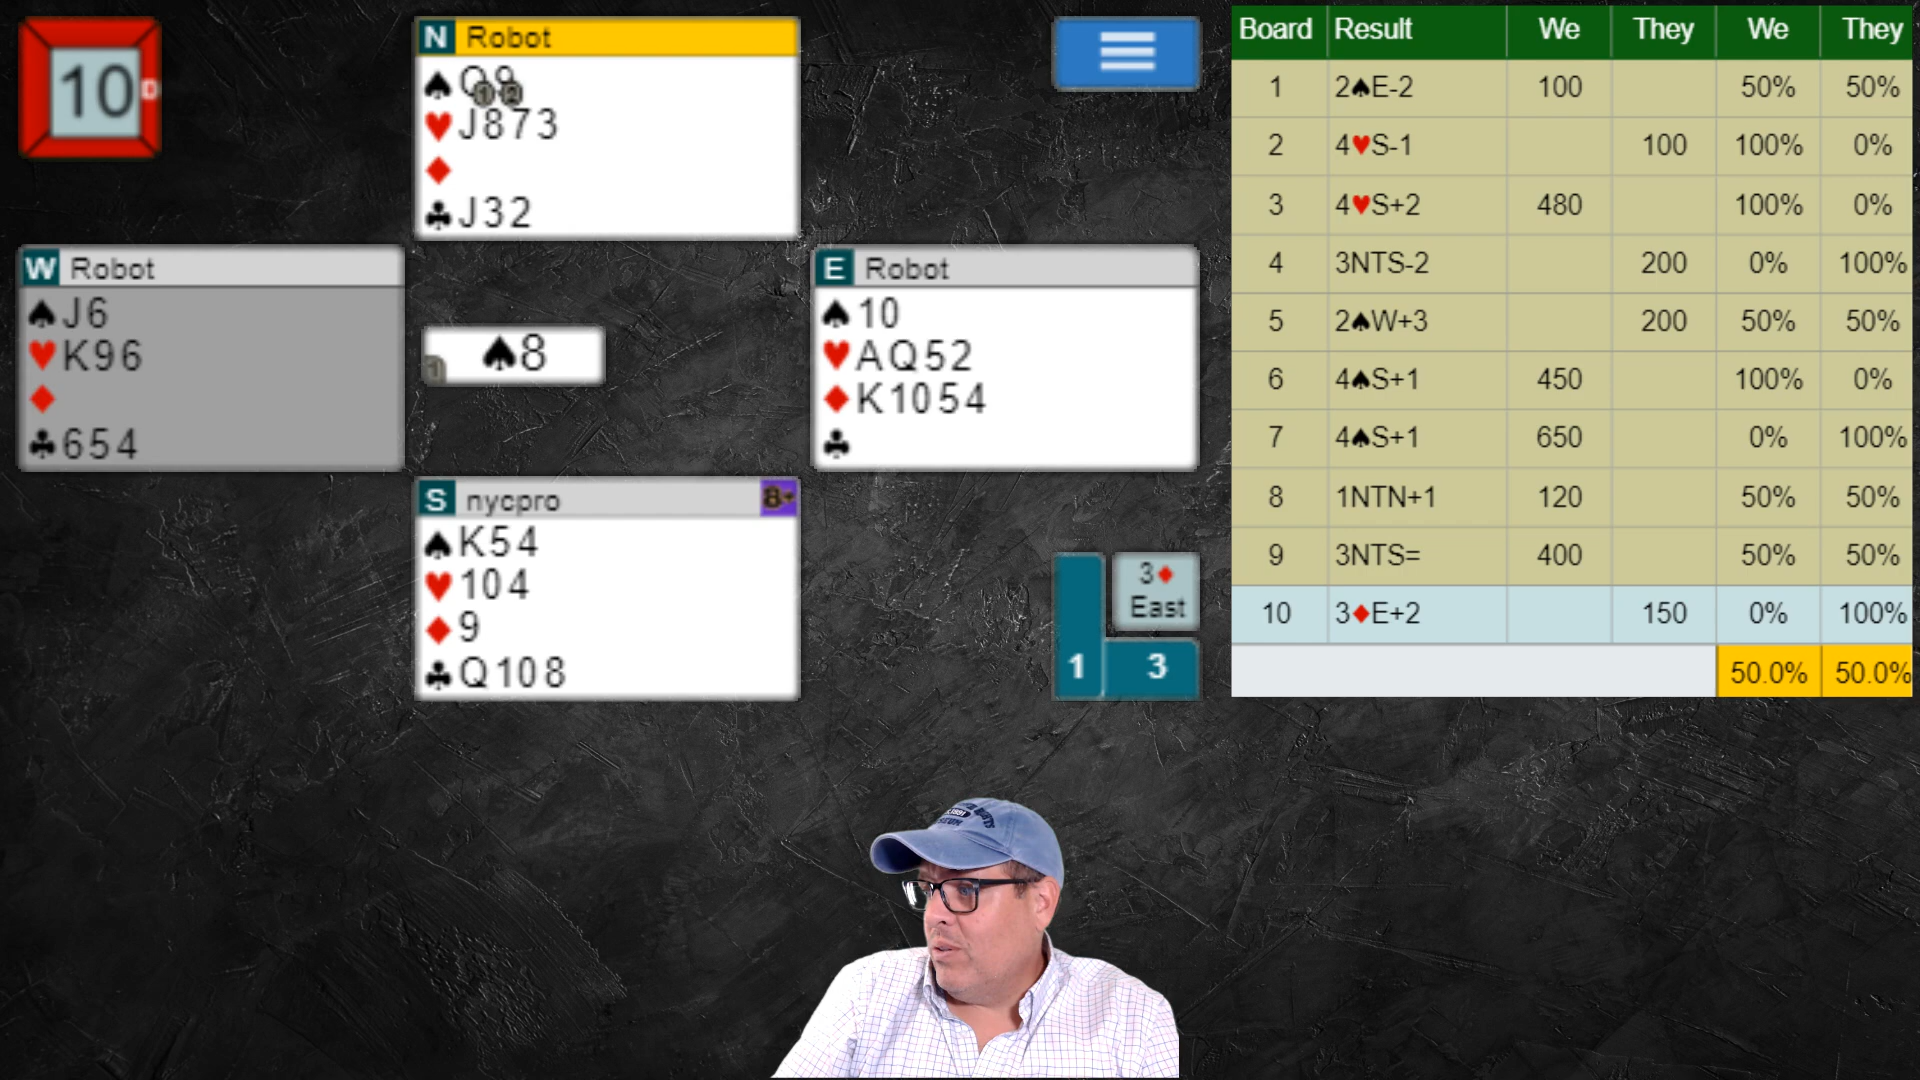 10
D
N Robot
♠ Q9
♥ J873
♦
♣ J32
W Robot
♠ J6
♥ K96
♦
♣ 654
1
♠8
E Robot
♠ 10
♥ AQ52
♦ K1054
♣
S nycpro 8+
♠ K54
♥ 104
♦ 9
♣ Q108
3♦
East
1 3
Board Result We They We They
1 2♠E-2 100 50% 50%
2 4♥S-1 100 100% 0%
3 4♥S+2 480 100% 0%
4 3NTS-2 200 0% 100%
5 2♠W+3 200 50% 50%
6 4♠S+1 450 100% 0%
7 4♠S+1 650 0% 100%
8 1NTN+1 120 50% 50%
9 3NTS= 400 50% 50%
10 3♦E+2 150 0% 100%
50.0% 50.0%